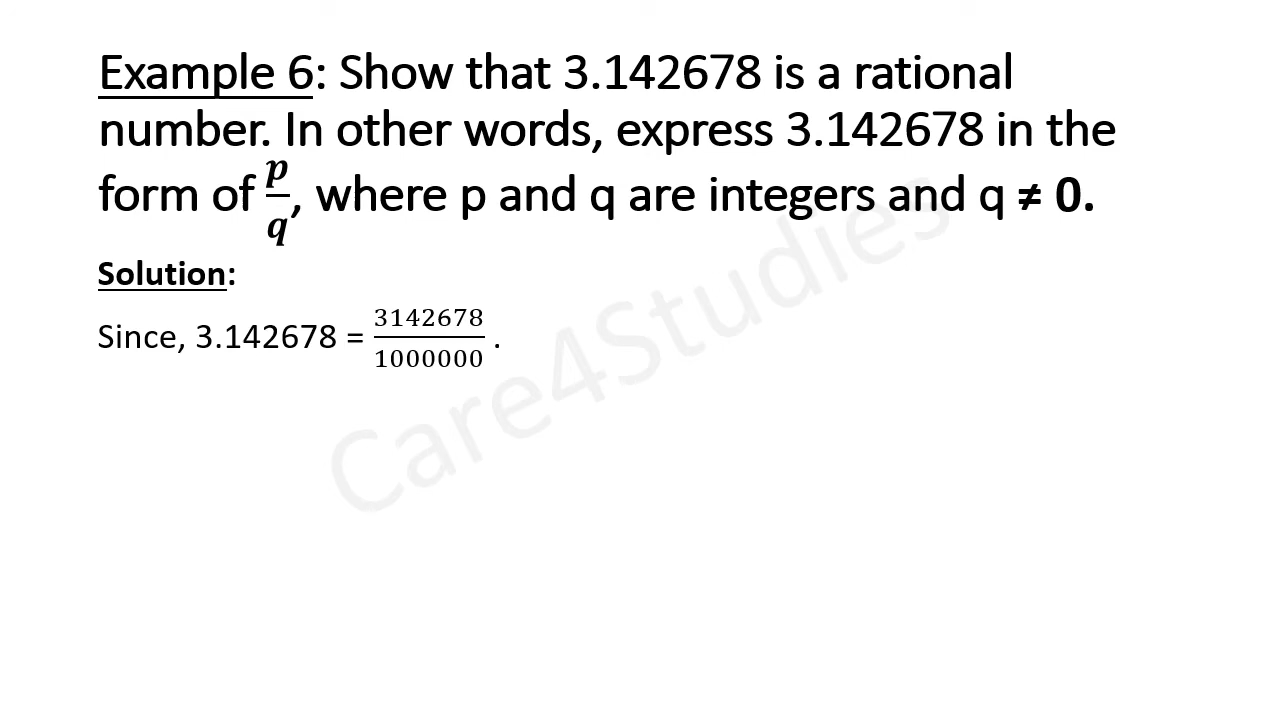 Example 6: Show that 3.142678 is a rational
number. In other words, express 3.142678 in the
form of p/q, where p and q are integers and q ≠ 0.
Solution:
Since, 3.142678 = 3142678/1000000 .
Care4Studies